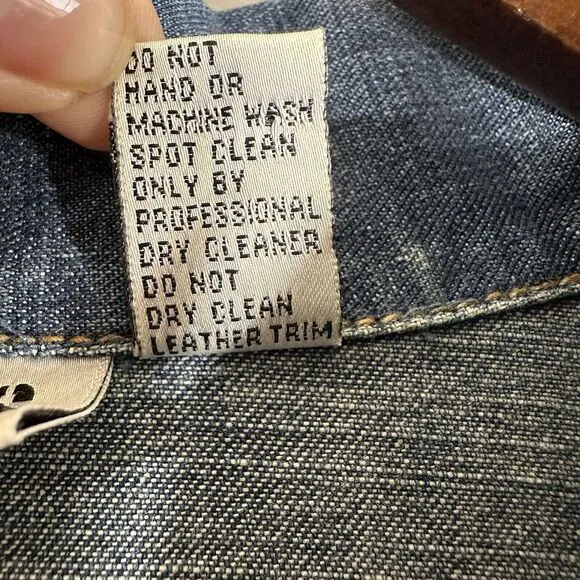 DO NOT
HAND OR
MACHINE WASH
SPOT CLEAN
ONLY BY
PROFESSIONAL
DRY CLEANER
DO NOT
DRY CLEAN
LEATHER TRIM